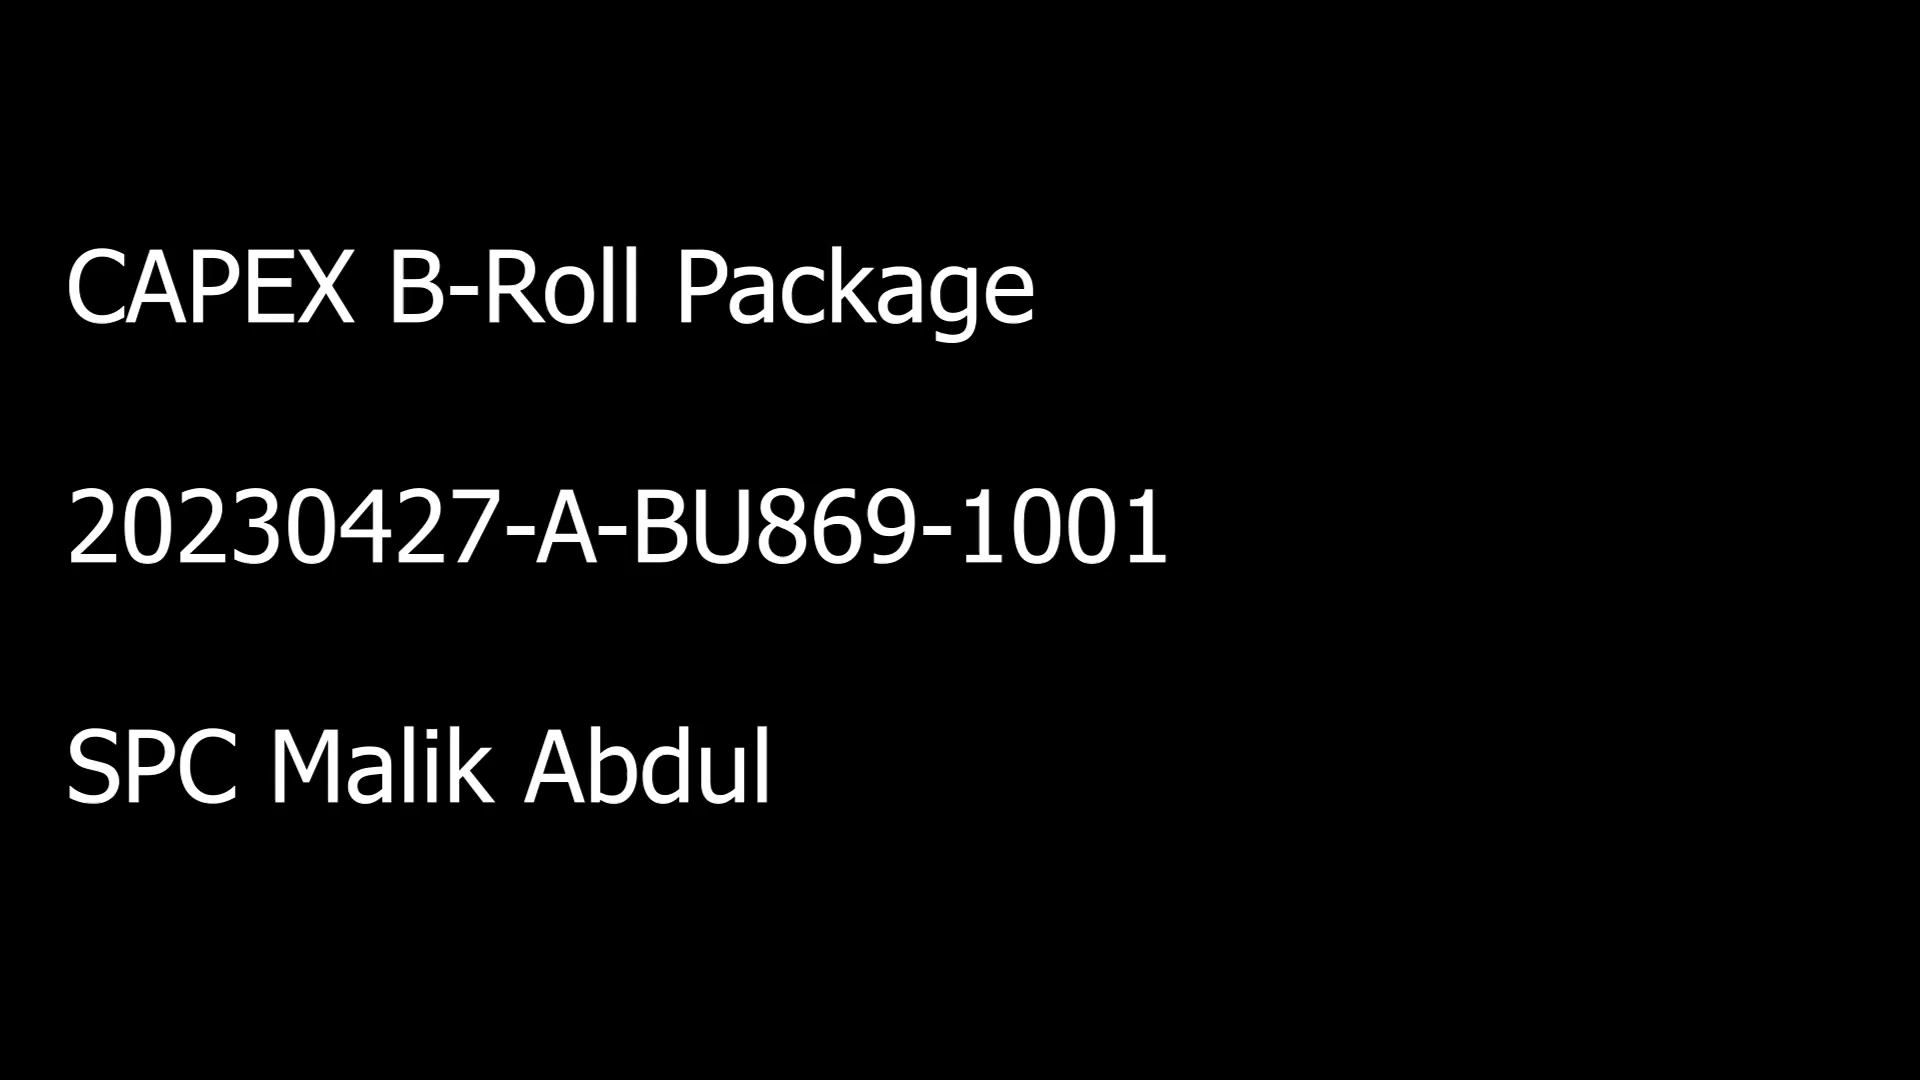 CAPEX B-Roll Package
20230427-A-BU869-1001
SPC Malik Abdul